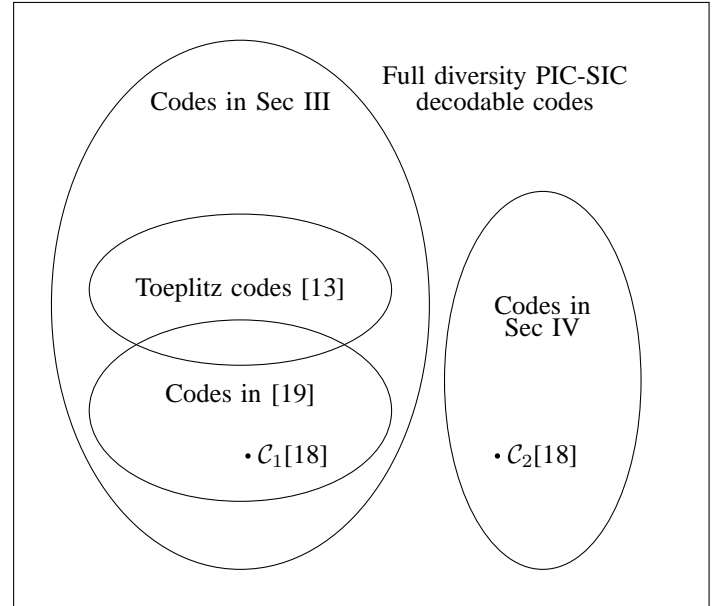 Full diversity PIC-SIC
decodable codes
Codes in Sec III
Toeplitz codes [13]
Codes in
Sec IV
Codes in [19]
𝒞₁[18]
𝒞₂[18]